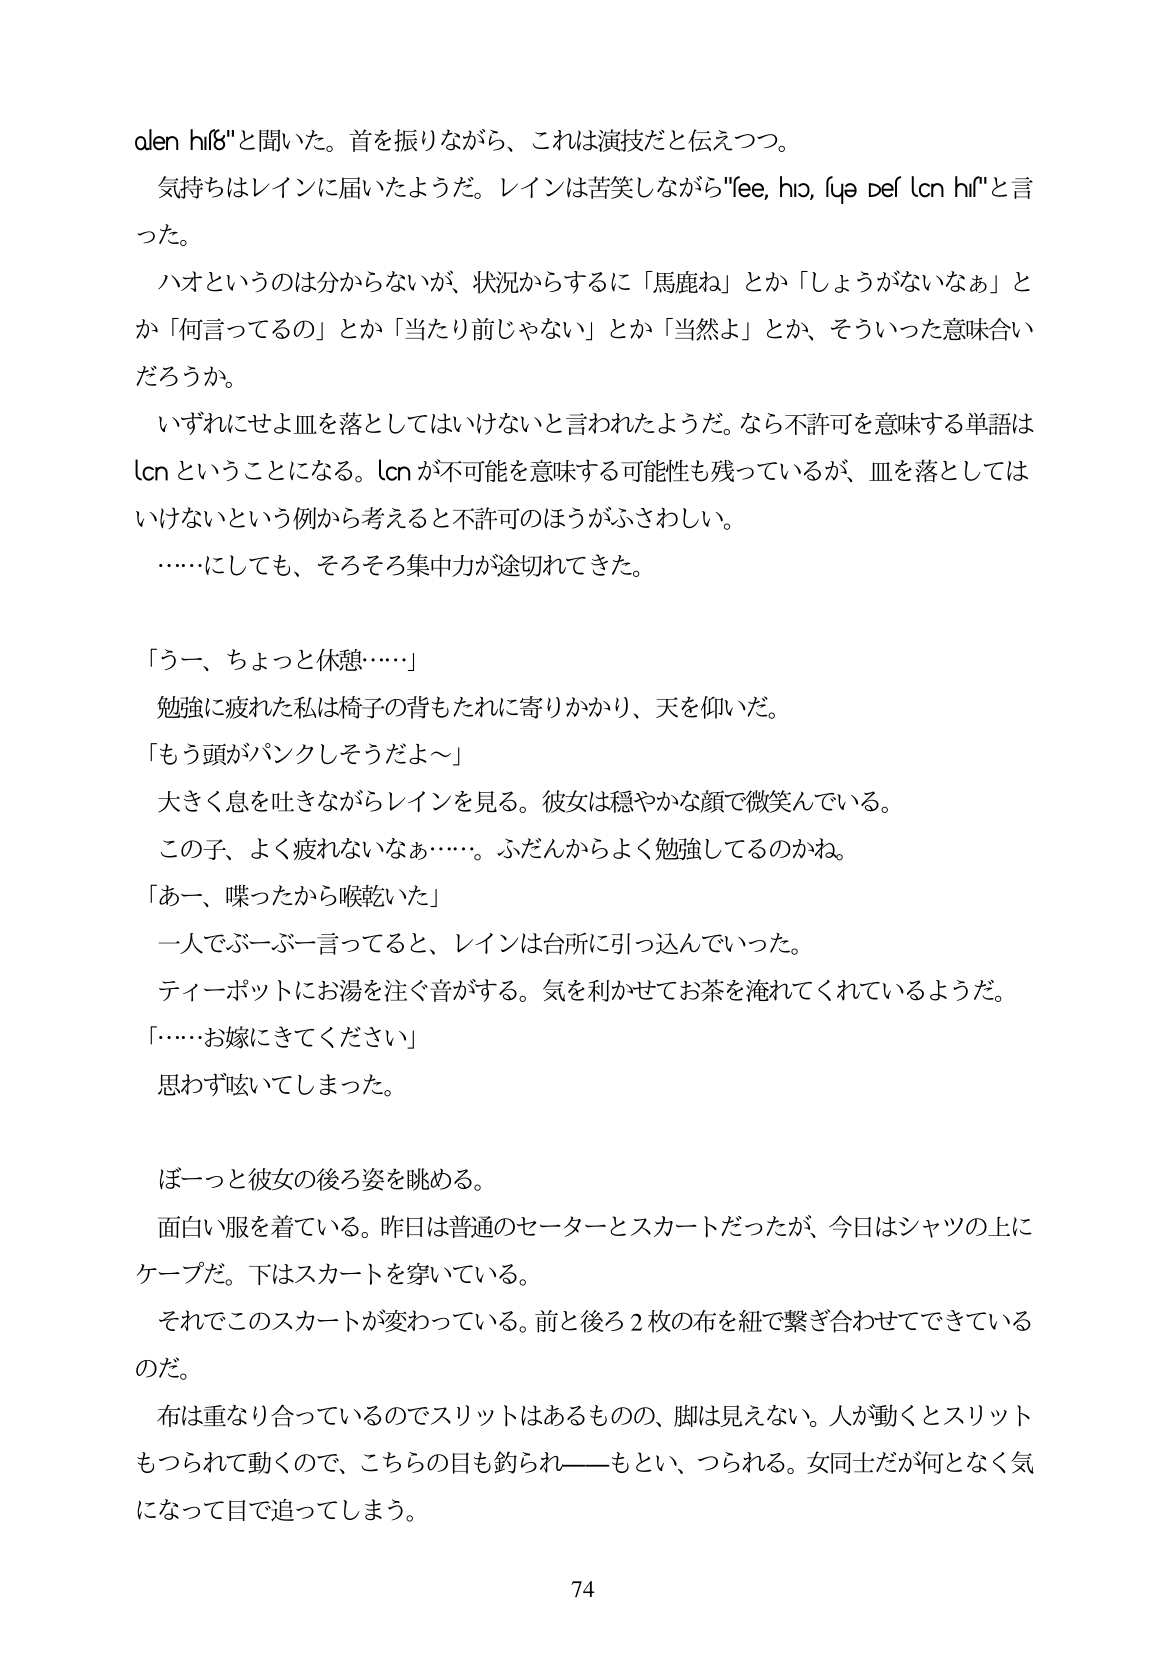 と聞いた。首を振りながら、これは演技だと伝えつつ。
気持ちはレインに届いたようだ。レインは苦笑しながら と言
った。
ハオというのは分からないが、状況からするに「馬鹿ね」とか「しょうがないなぁ」と
か「何言ってるの」とか「当たり前じゃない」とか「当然よ」とか、そういった意味合い
だろうか。
いずれにせよ皿を落としてはいけないと言われたようだ。なら不許可を意味する単語は
lcn ということになる。lcn が不可能を意味する可能性も残っているが、皿を落としては
いけないという例から考えると不許可のほうがふさわしい。
……にしても、そろそろ集中力が途切れてきた。
「うー、ちょっと休憩……」
勉強に疲れた私は椅子の背もたれに寄りかかり、天を仰いだ。
「もう頭がパンクしそうだよ～」
大きく息を吐きながらレインを見る。彼女は穏やかな顔で微笑んでいる。
この子、よく疲れないなぁ……。ふだんからよく勉強してるのかね。
「あー、喋ったから喉乾いた」
一人でぶーぶー言ってると、レインは台所に引っ込んでいった。
ティーポットにお湯を注ぐ音がする。気を利かせてお茶を淹れてくれているようだ。
「……お嫁にきてください」
思わず呟いてしまった。
ぼーっと彼女の後ろ姿を眺める。
面白い服を着ている。昨日は普通のセーターとスカートだったが、今日はシャツの上に
ケープだ。下はスカートを穿いている。
それでこのスカートが変わっている。前と後ろ 2 枚の布を紐で繋ぎ合わせてできている
のだ。
布は重なり合っているのでスリットはあるものの、脚は見えない。人が動くとスリット
もつられて動くので、こちらの目も釣られ――もとい、つられる。女同士だが何となく気
になって目で追ってしまう。
74